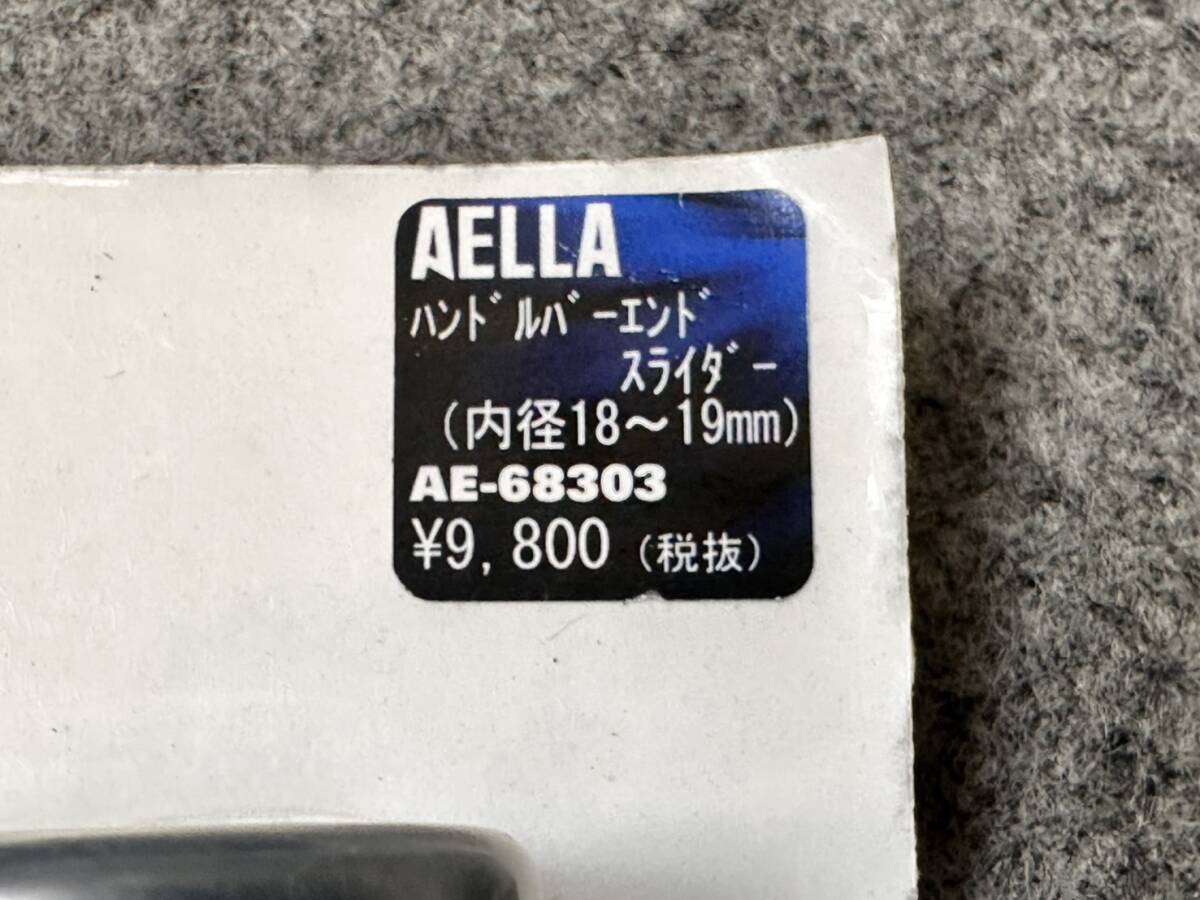 AELLA
ハンドルバーエンド
スライダー
(内径18～19mm)
AE-68303
¥9,800 (税抜)